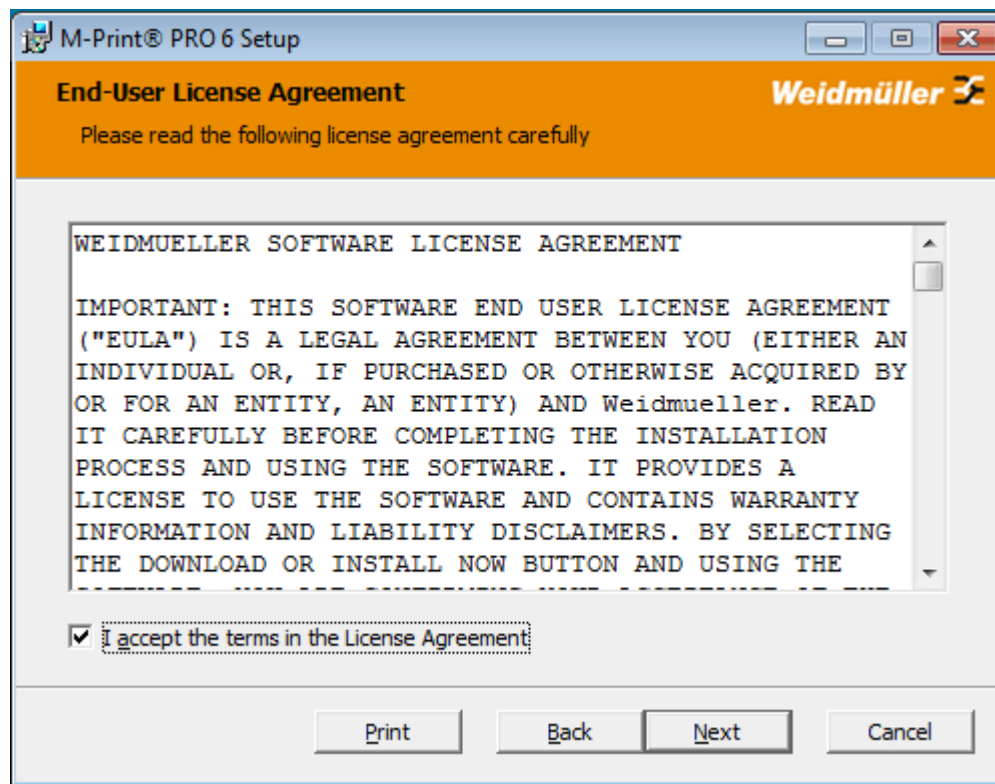 M-Print® PRO 6 Setup
End-User License Agreement
Weidmüller
Please read the following license agreement carefully
WEIDMUELLER SOFTWARE LICENSE AGREEMENT
IMPORTANT: THIS SOFTWARE END USER LICENSE AGREEMENT
("EULA") IS A LEGAL AGREEMENT BETWEEN YOU (EITHER AN
INDIVIDUAL OR, IF PURCHASED OR OTHERWISE ACQUIRED BY
OR FOR AN ENTITY, AN ENTITY) AND Weidmueller. READ
IT CAREFULLY BEFORE COMPLETING THE INSTALLATION
PROCESS AND USING THE SOFTWARE. IT PROVIDES A
LICENSE TO USE THE SOFTWARE AND CONTAINS WARRANTY
INFORMATION AND LIABILITY DISCLAIMERS. BY SELECTING
THE DOWNLOAD OR INSTALL NOW BUTTON AND USING THE
I accept the terms in the License Agreement
Print
Back
Next
Cancel